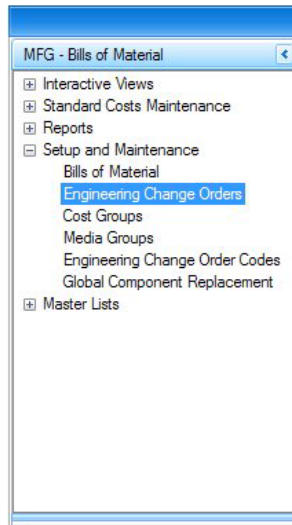 MFG - Bills of Material
Interactive Views
Standard Costs Maintenance
Reports
Setup and Maintenance
Bills of Material
Engineering Change Orders
Cost Groups
Media Groups
Engineering Change Order Codes
Global Component Replacement
Master Lists